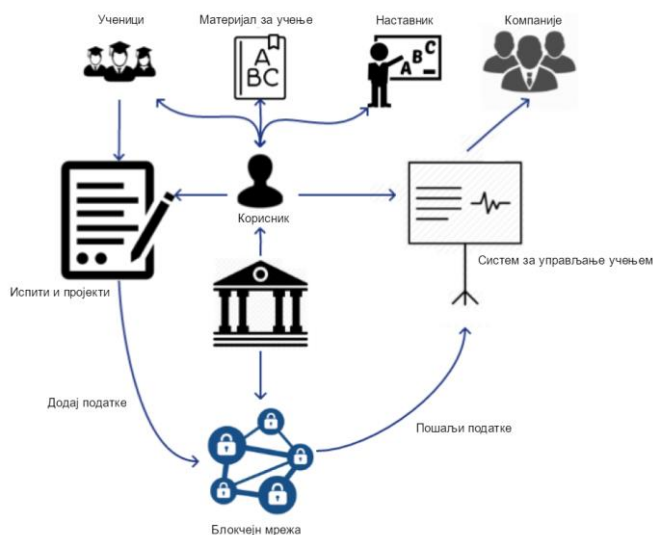 Ученици
Материјал за учење
Наставник
Компаније
A
BC
A B C
Корисник
Систем за управљање учењем
Испити и пројекти
Додај податке
Пошаљи податке
Блокчејн мрежа